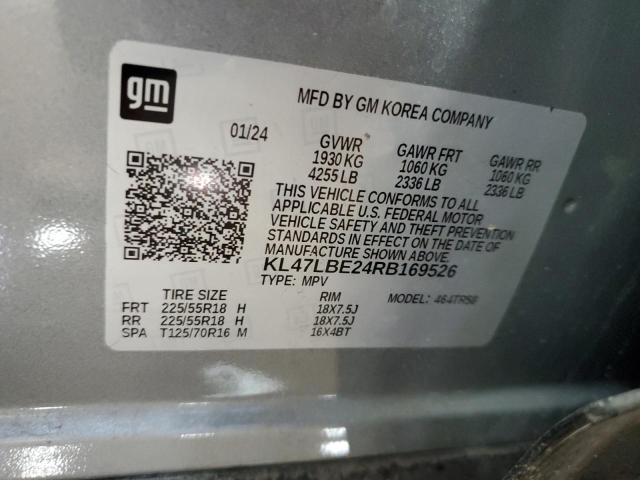 gm
MFD BY GM KOREA COMPANY
01/24
GVWR
1930 KG
4255 LB
GAWR FRT
1060 KG
2336 LB
GAWR RR
1060 KG
2336 LB
THIS VEHICLE CONFORMS TO ALL
APPLICABLE U.S. FEDERAL MOTOR
VEHICLE SAFETY AND THEFT PREVENTION
STANDARDS IN EFFECT ON THE DATE OF
MANUFACTURE SHOWN ABOVE.
KL47LBE24RB169526
TYPE: MPV
MODEL:
TIRE SIZE RIM
FRT 225/55R18 H 18X7.5J
RR 225/55R18 H 18X7.5J
SPA T125/70R16 M 16X4BT